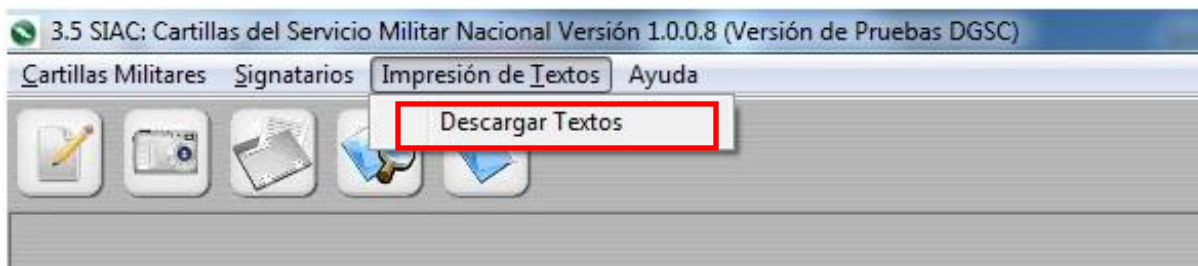 3.5 SIAC: Cartillas del Servicio Militar Nacional Versión 1.0.0.8 (Versión de Pruebas DGSC)
Cartillas Militares Signatarios Impresión de Textos Ayuda
Descargar Textos